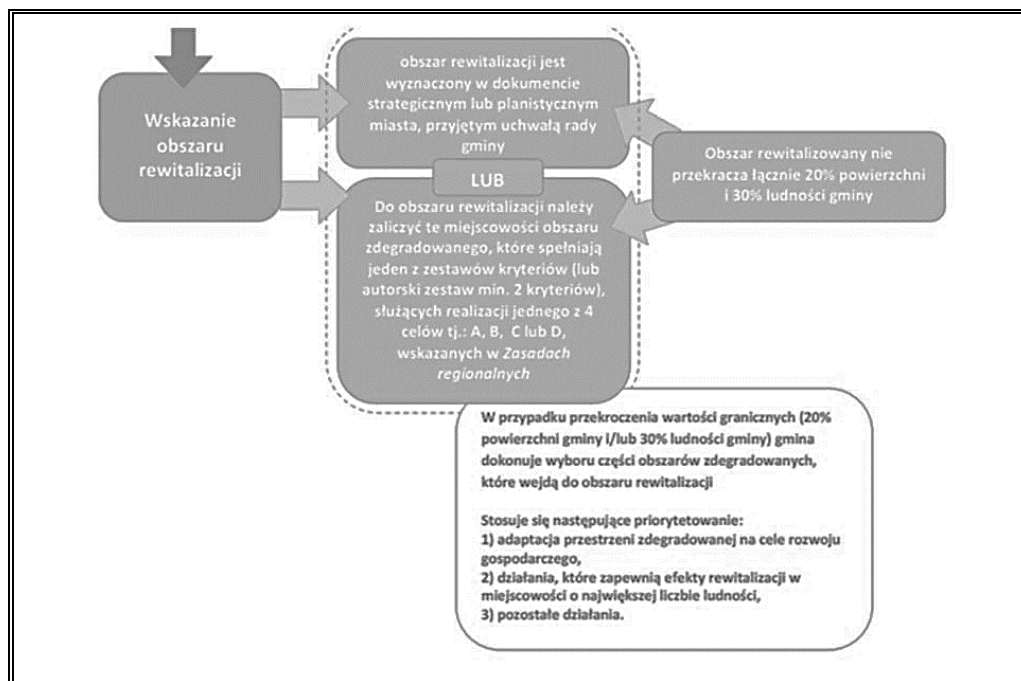 Wskazanie
obszaru
rewitalizacji
obszar rewitalizacji jest
wyznaczony w dokumencie
strategicznym lub planistycznym
miasta, przyjętym uchwałą rady
gminy
LUB
Do obszaru rewitalizacji należy
zaliczyć te miejscowości obszaru
zdegradowanego, które spełniają
jeden z zestawów kryteriów (lub
autorski zestaw min. 2 kryteriów),
służących realizacji jednego z 4
celów tj.: A, B, C lub D,
wskazanych w Zasadach
regionalnych
Obszar rewitalizowany nie
przekracza łącznie 20% powierzchni
i 30% ludności gminy
W przypadku przekroczenia wartości granicznych (20%
powierzchni gminy i/lub 30% ludności gminy) gmina
dokonuje wyboru części obszarów zdegradowanych,
które wejdą do obszaru rewitalizacji
Stosuje się następujące priorytetowanie:
1) adaptacja przestrzeni zdegradowanej na cele rozwoju
gospodarczego,
2) działania, które zapewnią efekty rewitalizacji w
miejscowości o największej liczbie ludności,
3) pozostałe działania.